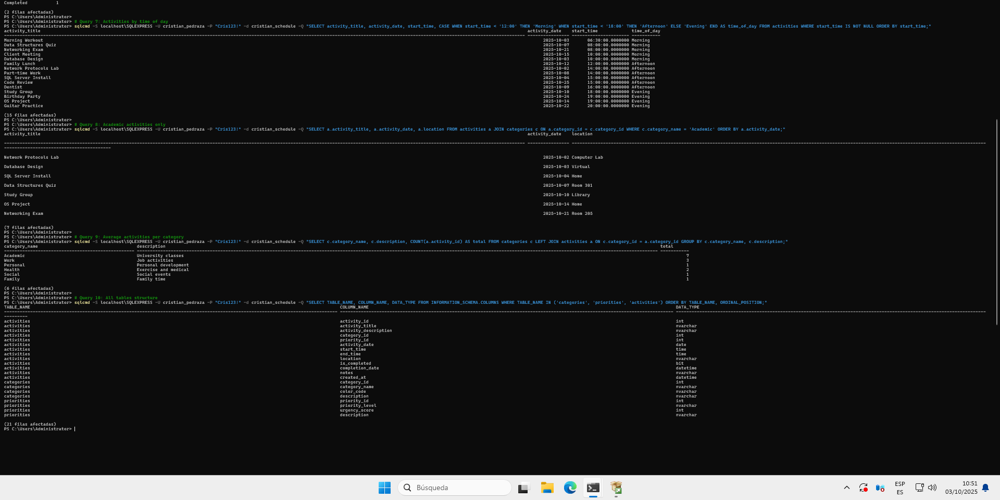 Completed 1
(2 filas afectadas)
PS C:\Users\Administrator>
PS C:\Users\Administrator> # Query 7: Activities by time of day
PS C:\Users\Administrator> sqlcmd -S localhost\SQLEXPRESS -U cristian_pedraza -P "Cris123!" -d cristian_schedule -Q "SELECT activity_title, activity_date, start_time, CASE WHEN start_time < '12:00' THEN 'Morning' WHEN start_time < '18:00' THEN 'Afternoon' ELSE 'Evening' END AS time_of_day FROM activities WHERE start_time IS NOT NULL ORDER BY start_time;"
activity_title activity_date start_time time_of_day
Morning Workout 2025-10-03 06:30:00.0000000 Morning
Data Structures Quiz 2025-10-07 08:00:00.0000000 Morning
Networking Exam 2025-10-21 08:00:00.0000000 Morning
Client Meeting 2025-10-15 10:00:00.0000000 Morning
Database Design 2025-10-03 10:00:00.0000000 Morning
Family Lunch 2025-10-12 12:00:00.0000000 Afternoon
Network Protocols Lab 2025-10-02 14:00:00.0000000 Afternoon
Part-time Work 2025-10-08 14:00:00.0000000 Afternoon
SQL Server Install 2025-10-04 15:00:00.0000000 Afternoon
Code Review 2025-10-25 15:00:00.0000000 Afternoon
Dentist 2025-10-09 16:00:00.0000000 Afternoon
Study Group 2025-10-10 18:00:00.0000000 Evening
Birthday Party 2025-10-24 19:00:00.0000000 Evening
OS Project 2025-10-14 19:00:00.0000000 Evening
Guitar Practice 2025-10-22 20:00:00.0000000 Evening
(15 filas afectadas)
PS C:\Users\Administrator>
PS C:\Users\Administrator> # Query 8: Academic activities only
PS C:\Users\Administrator> sqlcmd -S localhost\SQLEXPRESS -U cristian_pedraza -P "Cris123!" -d cristian_schedule -Q "SELECT a.activity_title, a.activity_date, a.location FROM activities a JOIN categories c ON a.category_id = c.category_id WHERE c.category_name = 'Academic' ORDER BY a.activity_date;"
activity_title activity_date location
Network Protocols Lab 2025-10-02 Computer Lab
Database Design 2025-10-03 Virtual
SQL Server Install 2025-10-04 Home
Data Structures Quiz 2025-10-07 Room 301
Study Group 2025-10-10 Library
OS Project 2025-10-14 Home
Networking Exam 2025-10-21 Room 205
(7 filas afectadas)
PS C:\Users\Administrator>
PS C:\Users\Administrator> # Query 9: Average activities per category
PS C:\Users\Administrator> sqlcmd -S localhost\SQLEXPRESS -U cristian_pedraza -P "Cris123!" -d cristian_schedule -Q "SELECT c.category_name, c.description, COUNT(a.activity_id) AS total FROM categories c LEFT JOIN activities a ON c.category_id = a.category_id GROUP BY c.category_name, c.description;"
category_name description total
Academic University classes 7
Work Job activities 3
Personal Personal development 1
Health Exercise and medical 2
Social Social events 1
Family Family time 1
(6 filas afectadas)
PS C:\Users\Administrator>
PS C:\Users\Administrator> # Query 10: All tables structure
PS C:\Users\Administrator> sqlcmd -S localhost\SQLEXPRESS -U cristian_pedraza -P "Cris123!" -d cristian_schedule -Q "SELECT TABLE_NAME, COLUMN_NAME, DATA_TYPE FROM INFORMATION_SCHEMA.COLUMNS WHERE TABLE_NAME IN ('categories', 'priorities', 'activities') ORDER BY TABLE_NAME, ORDINAL_POSITION;"
TABLE_NAME COLUMN_NAME DATA_TYPE
activities activity_id int
activities activity_title nvarchar
activities activity_description nvarchar
activities category_id int
activities priority_id int
activities activity_date date
activities start_time time
activities end_time time
activities location nvarchar
activities is_completed bit
activities completion_date datetime
activities notes nvarchar
activities created_at datetime
categories category_id int
categories category_name nvarchar
categories color_code nvarchar
categories description nvarchar
priorities priority_id int
priorities priority_level nvarchar
priorities urgency_score int
priorities description nvarchar
(21 filas afectadas)
PS C:\Users\Administrator>
Búsqueda
ESP
ES
10:51
03/10/2025